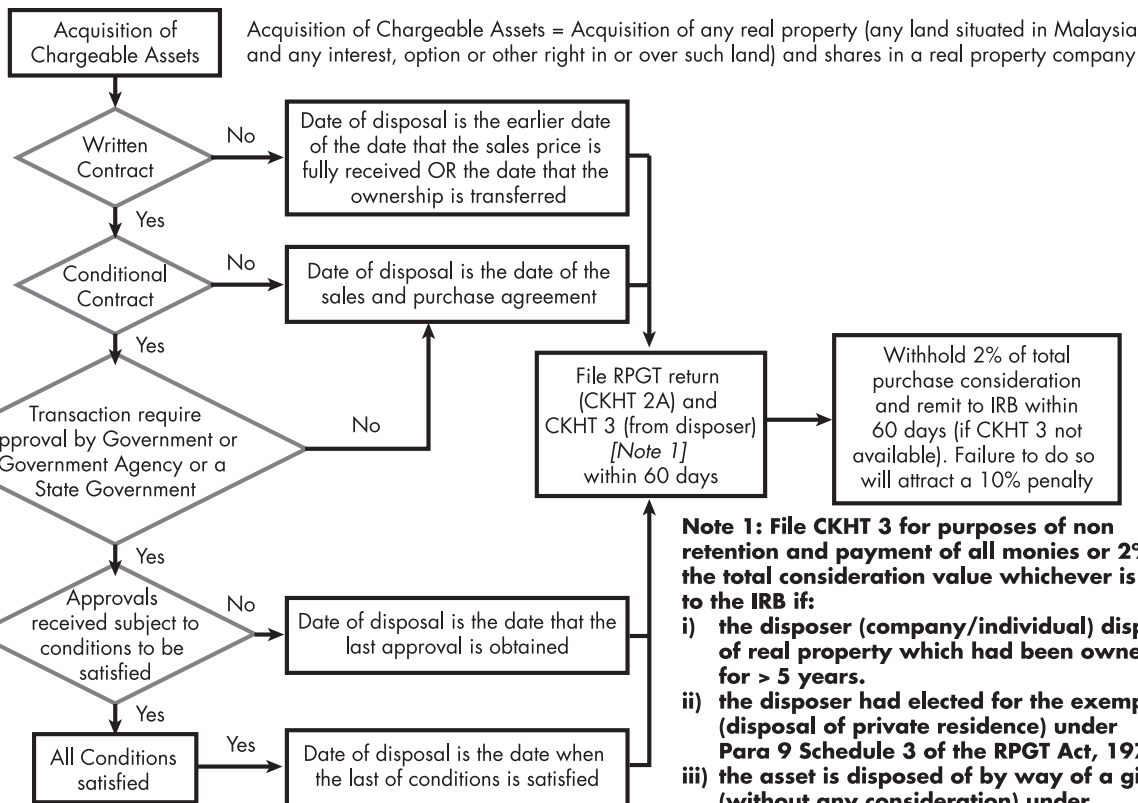 Acquisition of
Chargeable Assets
Acquisition of Chargeable Assets = Acquisition of any real property (any land situated in Malaysia
and any interest, option or other right in or over such land) and shares in a real property company
Written
Contract
No
Date of disposal is the earlier date
of the date that the sales price is
fully received OR the date that the
ownership is transferred
Yes
Conditional
Contract
No
Date of disposal is the date of the
sales and purchase agreement
Yes
Transaction require
approval by Government or
Government Agency or a
State Government
No
File RPGT return
(CKHT 2A) and
CKHT 3 (from disposer)
[Note 1]
within 60 days
Withhold 2% of total
purchase consideration
and remit to IRB within
60 days (if CKHT 3 not
available). Failure to do so
will attract a 10% penalty
Yes
Approvals
received subject to
conditions to be
satisfied
No
Date of disposal is the date that the
last approval is obtained
Yes
All Conditions
satisfied
Yes
Date of disposal is the date when
the last of conditions is satisfied
Note 1: File CKHT 3 for purposes of non
retention and payment of all monies or 2%
the total consideration value whichever is
to the IRB if:
i) the disposer (company/individual)
of real property which had been
for > 5 years.
ii) the disposer had elected for the
(disposal of private residence) under
Para 9 Schedule 3 of the RPGT Act,
iii) the asset is disposed of by way of a
(without any consideration) under